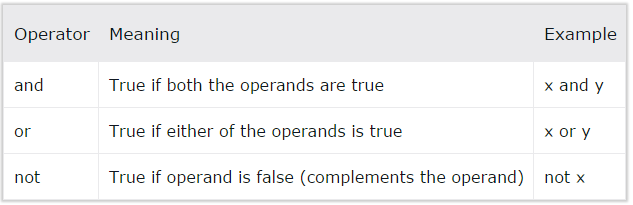 Operator Meaning Example
and True if both the operands are true x and y
or True if either of the operands is true x or y
not True if operand is false (complements the operand) not x